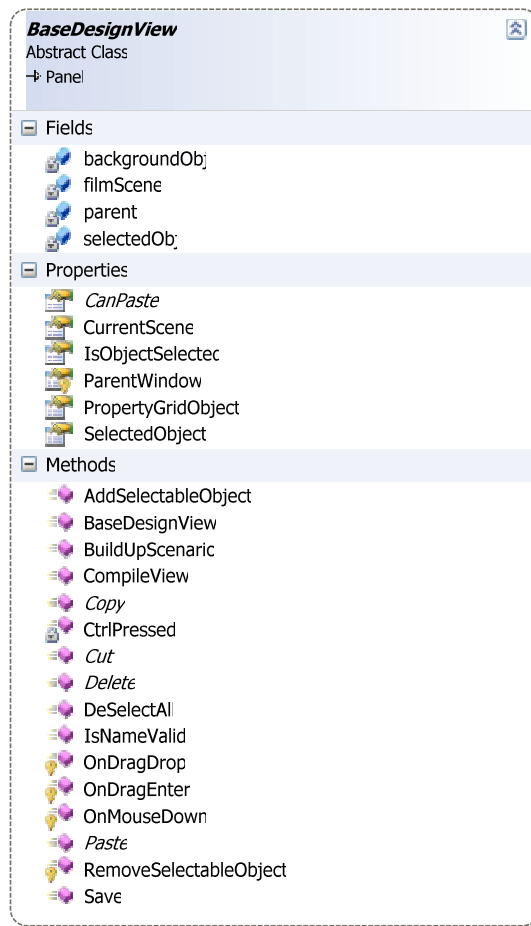 BaseDesignView
Abstract Class
Panel
Fields
backgroundObj
filmScene
parent
selectedObj
Properties
CanPaste
CurrentScene
IsObjectSelected
ParentWindow
PropertyGridObject
SelectedObject
Methods
AddSelectableObject
BaseDesignView
BuildUpScenario
CompileView
Copy
CtrlPressed
Cut
Delete
DeSelectAll
IsNameValid
OnDragDrop
OnDragEnter
OnMouseDown
Paste
RemoveSelectableObject
Save